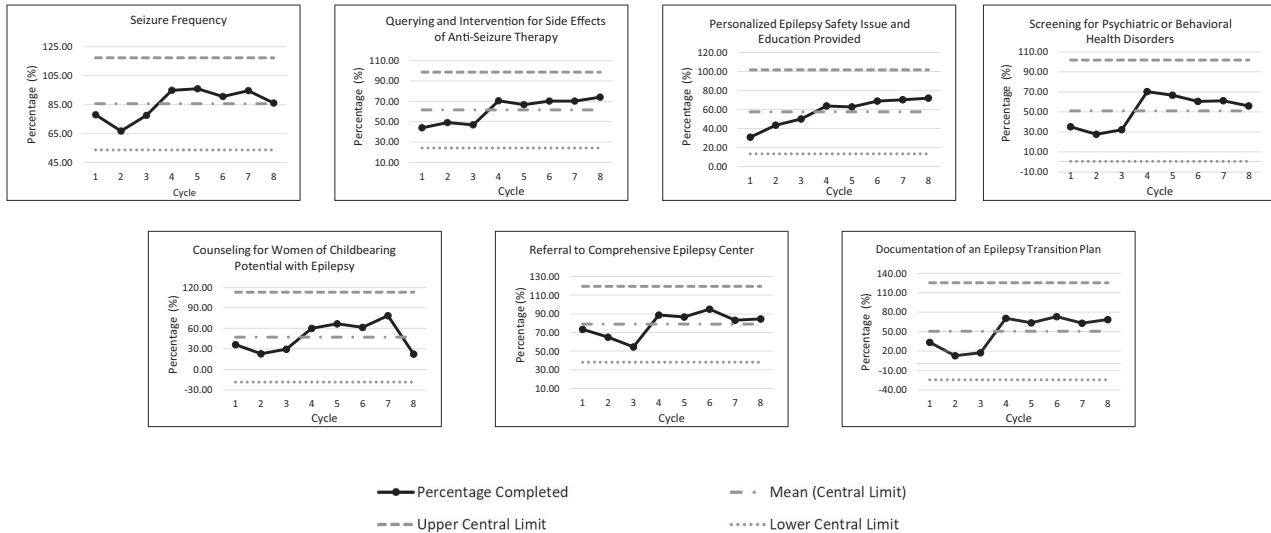 Seizure Frequency
Percentage (%)
125.00
105.00
85.00
65.00
45.00
1 2 3 4 5 6 7 8
Cycle
Querying and Intervention for Side Effects
of Anti-Seizure Therapy
Percentage (%)
110.00
90.00
70.00
50.00
30.00
10.00
1 2 3 4 5 6 7 8
Cycle
Personalized Epilepsy Safety Issue and
Education Provided
Percentage (%)
120.00
100.00
80.00
60.00
40.00
20.00
0.00
1 2 3 4 5 6 7 8
Cycle
Screening for Psychiatric or Behavioral
Health Disorders
Percentage (%)
110.00
90.00
70.00
50.00
30.00
10.00
-10.00
1 2 3 4 5 6 7 8
Cycle
Counseling for Women of Childbearing
Potential with Epilepsy
Percentage (%)
120.00
90.00
60.00
30.00
0.00
-30.00
1 2 3 4 5 6 7 8
Cycle
Referral to Comprehensive Epilepsy Center
Percentage (%)
130.00
110.00
90.00
70.00
50.00
30.00
10.00
1 2 3 4 5 6 7 8
Cycle
Documentation of an Epilepsy Transition Plan
Percentage (%)
140.00
110.00
80.00
50.00
20.00
-10.00
-40.00
1 2 3 4 5 6 7 8
Cycle
Percentage Completed
Mean (Central Limit)
Upper Central Limit
Lower Central Limit